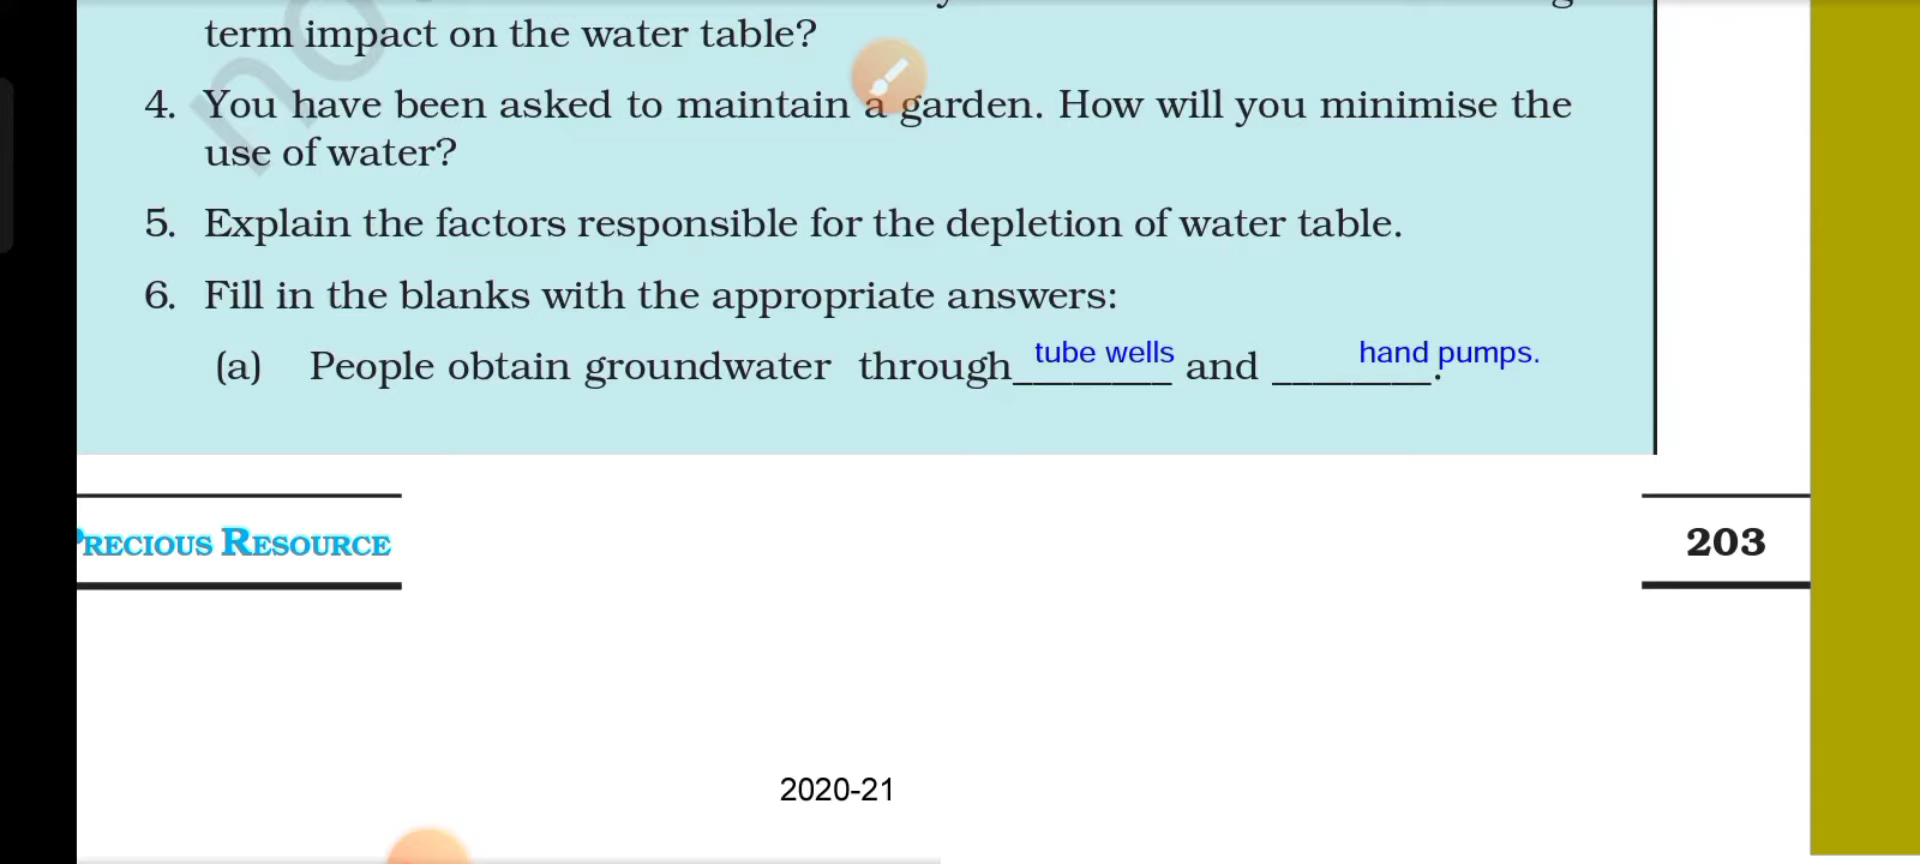 term impact on the water table?
4. You have been asked to maintain a garden. How will you minimise the
use of water?
5. Explain the factors responsible for the depletion of water table.
6. Fill in the blanks with the appropriate answers:
(a) People obtain groundwater through tube wells and hand pumps.
RECIOUS RESOURCE
203
2020-21